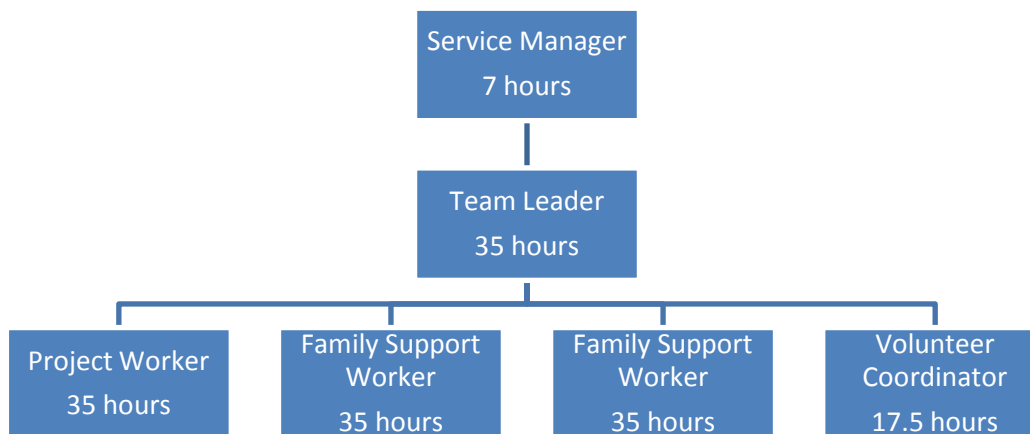 Service Manager
7 hours
Team Leader
35 hours
Project Worker
35 hours
Family Support
Worker
35 hours
Family Support
Worker
35 hours
Volunteer
Coordinator
17.5 hours